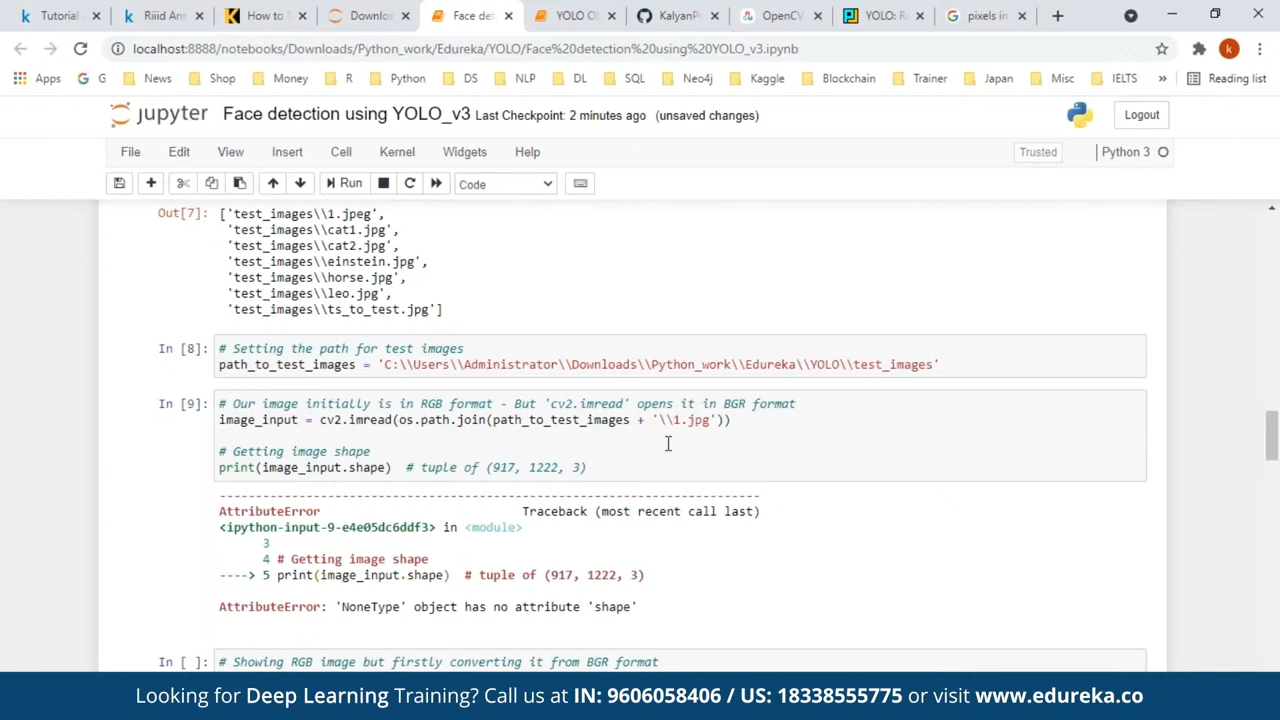 Tutorial
Riiid Ans
How to
Downloa
Face det
YOLO O
KalyanP
OpenCV
YOLO: R
pixels in
localhost:8888/notebooks/Downloads/Python_work/Edureka/YOLO/Face%20detection%20using%20YOLO_v3.ipynb
k
Apps
G
News
Shop
Money
R
Python
DS
NLP
DL
SQL
Neo4j
Kaggle
Blockchain
Trainer
Japan
Misc
IELTS
»
Reading list
jupyter Face detection using YOLO_v3 Last Checkpoint: 2 minutes ago (unsaved changes)
Logout
File Edit View Insert Cell Kernel Widgets Help
Trusted
Python 3
Run
Code
Out[7]: ['test_images\\1.jpeg',
'test_images\\cat1.jpg',
'test_images\\cat2.jpg',
'test_images\\einstein.jpg',
'test_images\\horse.jpg',
'test_images\\leo.jpg',
'test_images\\ts_to_test.jpg']
In [8]: # Setting the path for test images
path_to_test_images = 'C:\\Users\\Administrator\\Downloads\\Python_work\\Edureka\\YOLO\\test_images'
In [9]: # Our image initially is in RGB format - But 'cv2.imread' opens it in BGR format
image_input = cv2.imread(os.path.join(path_to_test_images + '\\1.jpg'))
# Getting image shape
print(image_input.shape) # tuple of (917, 1222, 3)
---------------------------------------------------------------------------
AttributeError Traceback (most recent call last)
<ipython-input-9-e4e05dc6ddf3> in <module>
3
4 # Getting image shape
----> 5 print(image_input.shape) # tuple of (917, 1222, 3)
AttributeError: 'NoneType' object has no attribute 'shape'
In [ ]: # Showing RGB image but firstly converting it from BGR format
Looking for Deep Learning Training? Call us at IN: 9606058406 / US: 18338555775 or visit www.edureka.co